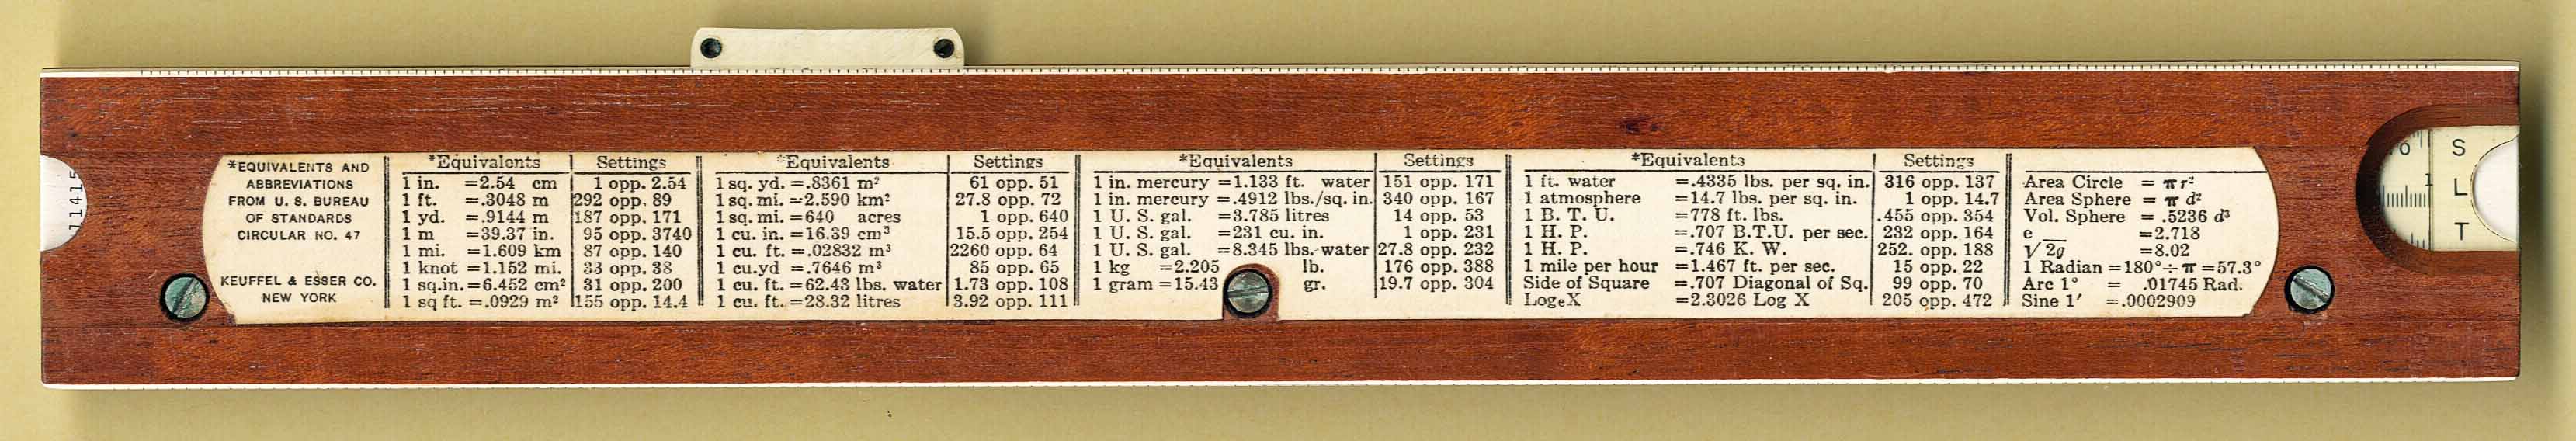 *EQUIVALENTS AND
ABBREVIATIONS
FROM U. S. BUREAU
OF STANDARDS
CIRCULAR NO. 47
KEUFFEL & ESSER CO.
NEW YORK
*Equivalents Settings
1 in. =2.54 cm 1 opp. 2.54
1 ft. =.3048 m 292 opp. 89
1 yd. =.9144 m 187 opp. 171
1 m =39.37 in. 95 opp. 3740
1 mi. =1.609 km 87 opp. 140
1 knot =1.152 mi. 33 opp. 38
1 sq.in. =6.452 cm² 31 opp. 200
1 sq ft. =.0929 m² 155 opp. 14.4
*Equivalents Settings
1 sq. yd. =.8361 m² 61 opp. 51
1 sq. mi. =2.590 km² 27.8 opp. 72
1 sq. mi. =640 acres 1 opp. 640
1 cu. in. =16.39 cm³ 15.5 opp. 254
1 cu. ft. =.02832 m³ 2260 opp. 64
1 cu.yd =.7646 m³ 85 opp. 65
1 cu. ft. =62.43 lbs. water 1.73 opp. 108
1 cu. ft. =28.32 litres 3.92 opp. 111
*Equivalents Settings
1 in. mercury =1.133 ft. water 151 opp. 171
1 in. mercury =.4912 lbs./sq. in. 340 opp. 167
1 U. S. gal. =3.785 litres 14 opp. 53
1 U. S. gal. =231 cu. in. 1 opp. 231
1 U. S. gal. =8.345 lbs. water 27.8 opp. 232
1 kg =2.205 lb. 176 opp. 388
1 gram =15.43 gr. 19.7 opp. 304
*Equivalents Settings
1 ft. water =.4335 lbs. per sq. in. 316 opp. 137
1 atmosphere =14.7 lbs. per sq. in. 1 opp. 14.7
1 B. T. U. =778 ft. lbs. .455 opp. 354
1 H. P. =.707 B.T.U. per sec. 232 opp. 164
1 H. P. =.746 K. W. 252. opp. 188
1 mile per hour =1.467 ft. per sec. 15 opp. 22
Side of Square =.707 Diagonal of Sq. 99 opp. 70
LogeX =2.3026 Log X 205 opp. 472
Area Circle = πr²
Area Sphere = π d²
Vol. Sphere = .5236 d³
e =2.718
√2g =8.02
1 Radian =180°÷π=57.3°
Arc 1° = .01745 Rad.
Sine 1′ =.0002909
S
L
T
1